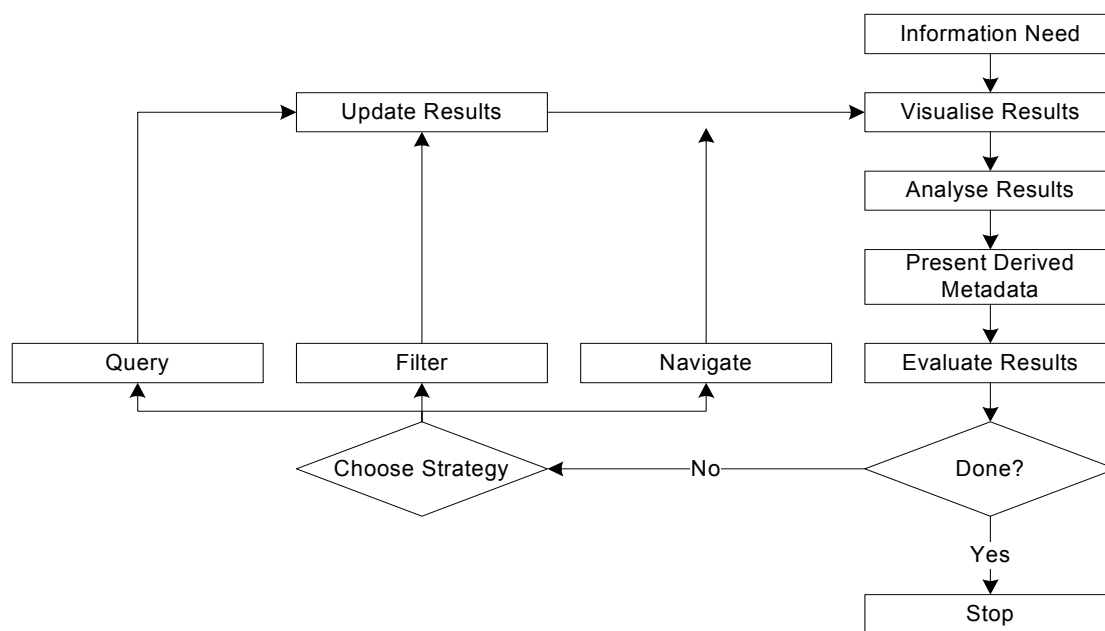 Information Need
Update Results
Visualise Results
Analyse Results
Present Derived
Metadata
Query
Filter
Navigate
Evaluate Results
Choose Strategy
No
Done?
Yes
Stop